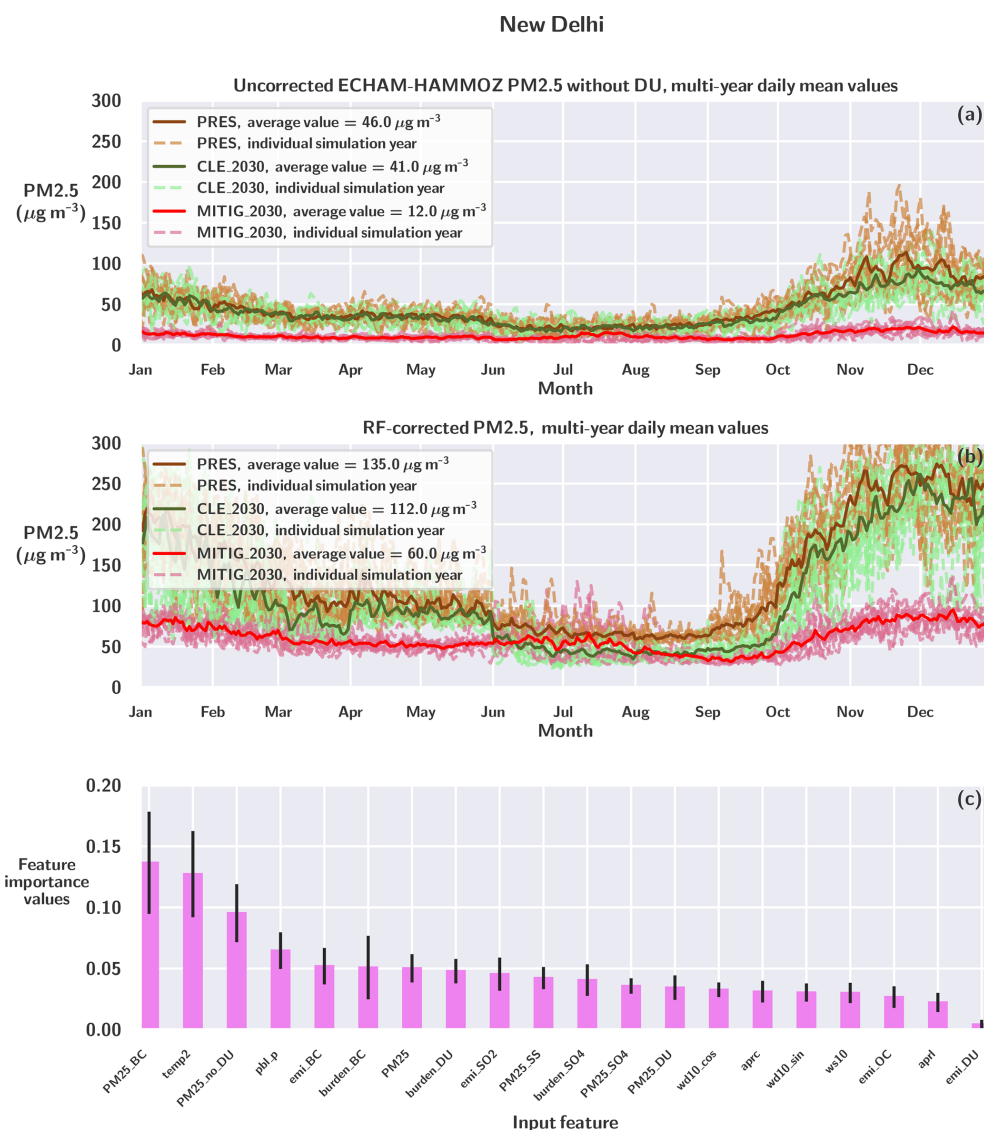 New Delhi
Uncorrected ECHAM-HAMMOZ PM2.5 without DU, multi-year daily mean values
(a)
300
250
200
150
100
50
0
PM2.5
(μg m⁻³)
PRES, average value = 46.0 μg m⁻³
PRES, individual simulation year
CLE_2030, average value = 41.0 μg m⁻³
CLE_2030, individual simulation year
MITIG_2030, average value = 12.0 μg m⁻³
MITIG_2030, individual simulation year
Jan Feb Mar Apr May Jun Jul Aug Sep Oct Nov Dec
Month
RF-corrected PM2.5, multi-year daily mean values
(b)
300
250
200
150
100
50
0
PM2.5
(μg m⁻³)
PRES, average value = 135.0 μg m⁻³
PRES, individual simulation year
CLE_2030, average value = 112.0 μg m⁻³
CLE_2030, individual simulation year
MITIG_2030, average value = 60.0 μg m⁻³
MITIG_2030, individual simulation year
Jan Feb Mar Apr May Jun Jul Aug Sep Oct Nov Dec
Month
(c)
0.20
0.15
0.10
0.05
0.00
Feature
importance
values
PM25_BC
temp2
PM25_no_DU
pbl_p
emi_BC
burden_BC
PM25
burden_DU
emi_SO2
PM25_SS
burden_SO4
PM25_SO4
PM25_DU
wd10_cos
aprc
wd10_sin
ws10
emi_OC
aprl
emi_DU
Input feature